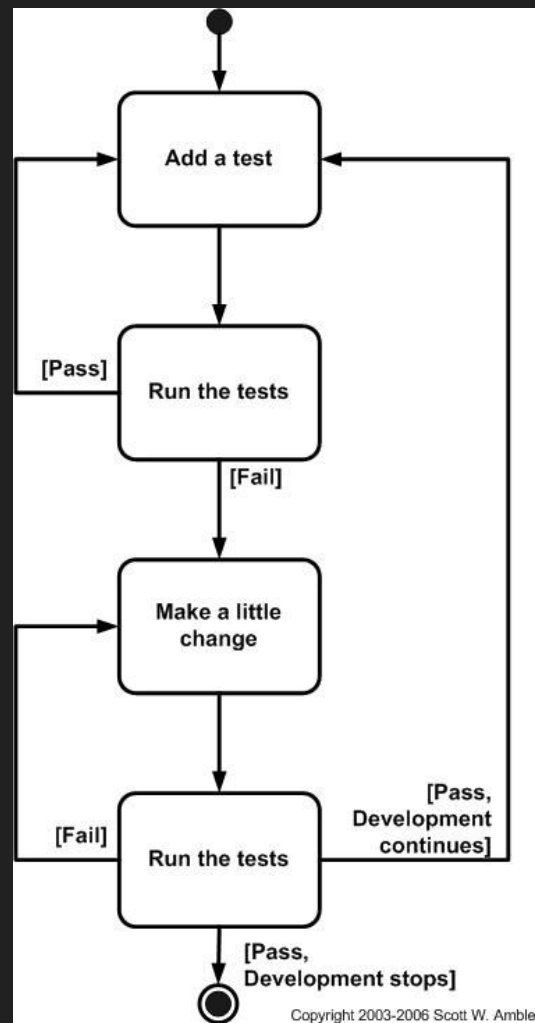 Add a test
[Pass]
Run the tests
[Fail]
Make a little
change
[Fail]
Run the tests
[Pass,
Development
continues]
[Pass,
Development stops]
Copyright 2003-2006 Scott W. Amble